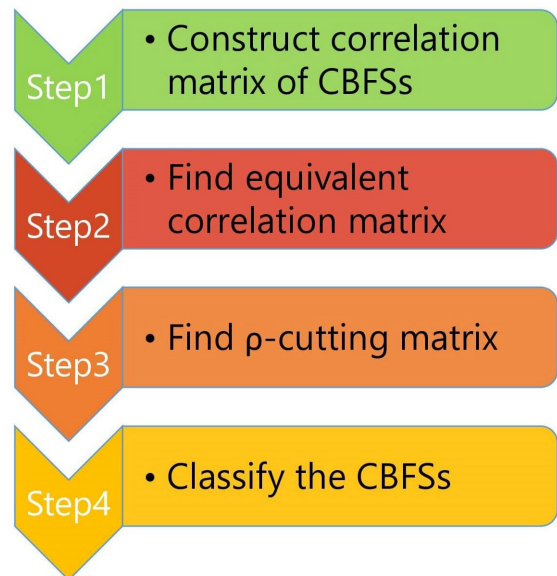 Step1
• Construct correlation
matrix of CBFSs
Step2
• Find equivalent
correlation matrix
Step3
• Find ρ-cutting matrix
Step4
• Classify the CBFSs